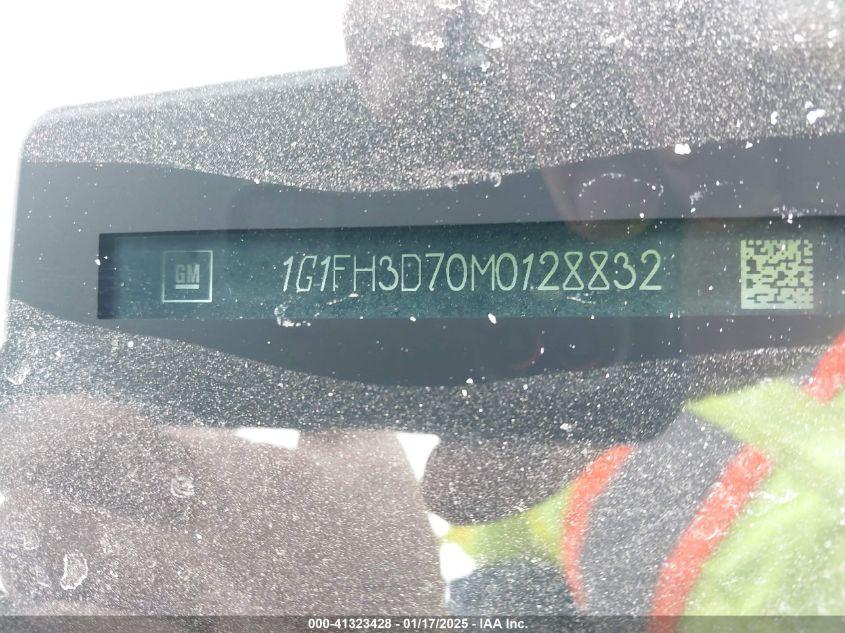 GM 1G1FH3D70M0128832
000-41323428 - 01/17/2025 - IAA Inc.